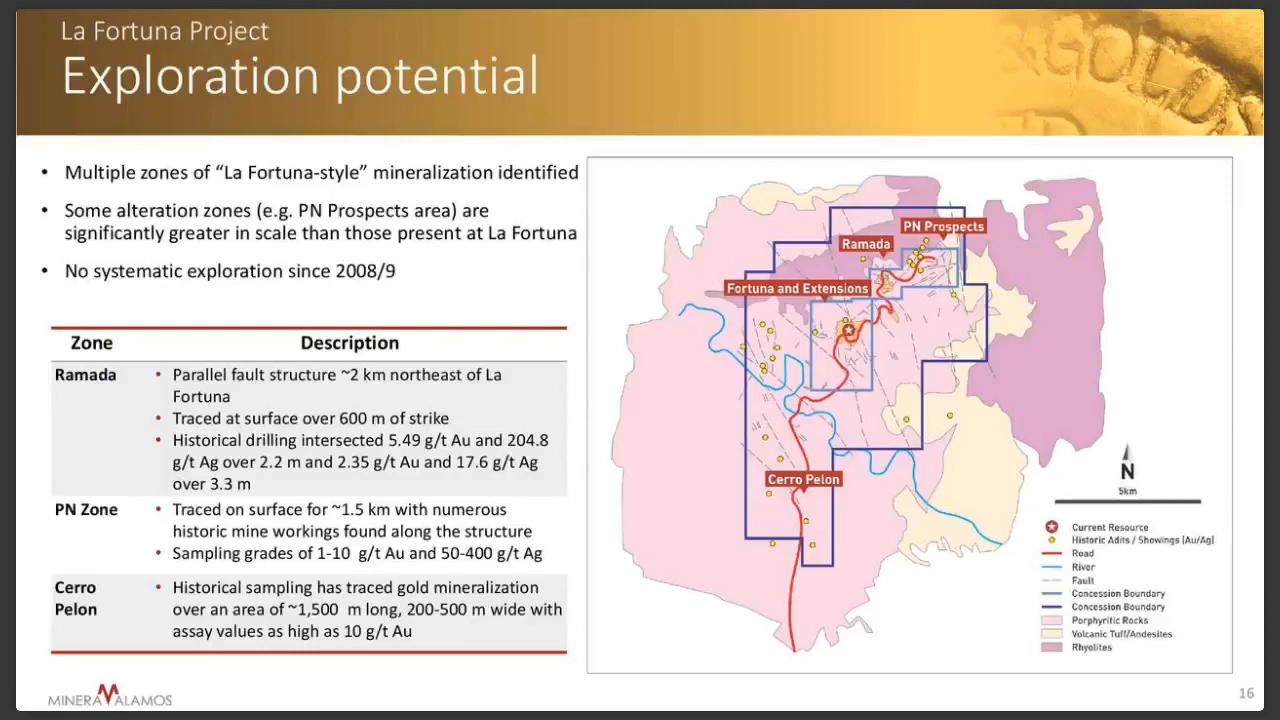 La Fortuna Project
Exploration potential
• Multiple zones of “La Fortuna-style” mineralization identified
• Some alteration zones (e.g. PN Prospects area) are
significantly greater in scale than those present at La Fortuna
• No systematic exploration since 2008/9
Zone Description
Ramada • Parallel fault structure ~2 km northeast of La
Fortuna
• Traced at surface over 600 m of strike
• Historical drilling intersected 5.49 g/t Au and 204.8
g/t Ag over 2.2 m and 2.35 g/t Au and 17.6 g/t Ag
over 3.3 m
PN Zone • Traced on surface for ~1.5 km with numerous
historic mine workings found along the structure
• Sampling grades of 1-10 g/t Au and 50-400 g/t Ag
Cerro • Historical sampling has traced gold mineralization
Pelon over an area of ~1,500 m long, 200-500 m wide with
assay values as high as 10 g/t Au
PN Prospects
Ramada
Fortuna and Extensions
Cerro Pelon
N
5km
Current Resource
Historic Adits / Showings (Au/Ag)
Road
River
Fault
Concession Boundary
Concession Boundary
Porphyritic Rocks
Volcanic Tuff/Andesites
Rhyolites
MINERA ALAMOS
16
GOLD